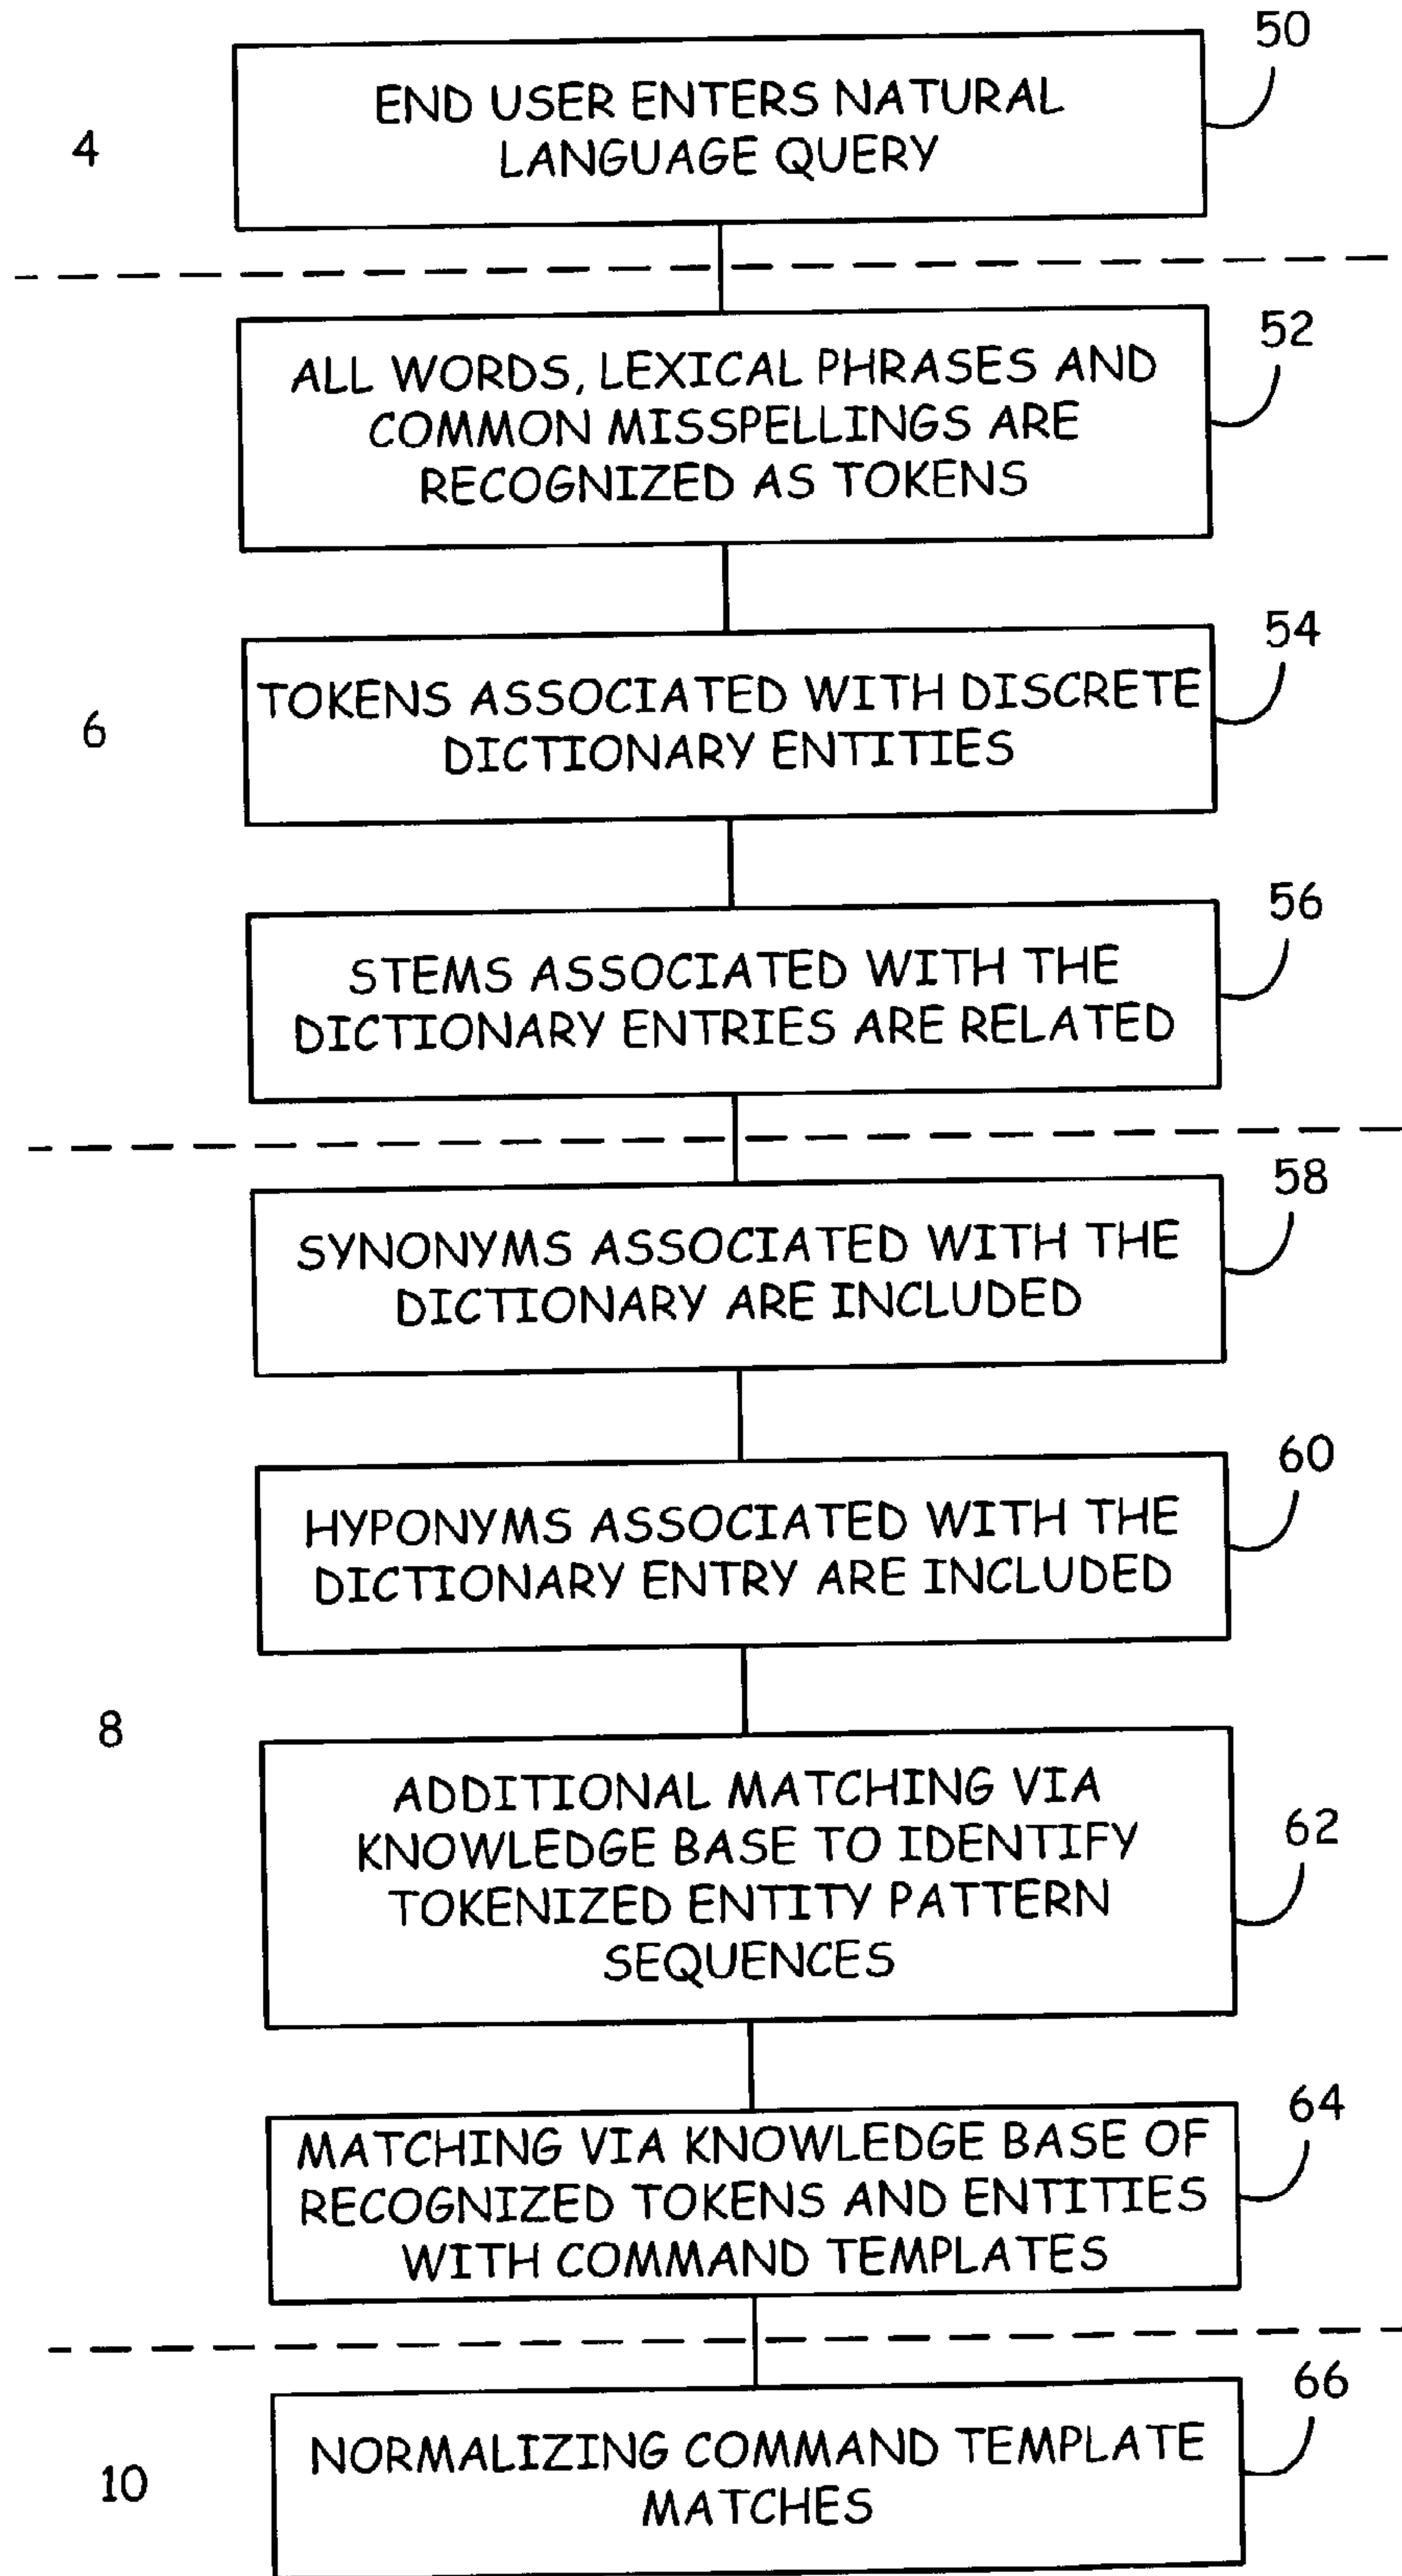 50
END USER ENTERS NATURAL
LANGUAGE QUERY
4
52
ALL WORDS, LEXICAL PHRASES AND
COMMON MISSPELLINGS ARE
RECOGNIZED AS TOKENS
54
TOKENS ASSOCIATED WITH DISCRETE
DICTIONARY ENTITIES
6
56
STEMS ASSOCIATED WITH THE
DICTIONARY ENTRIES ARE RELATED
58
SYNONYMS ASSOCIATED WITH THE
DICTIONARY ARE INCLUDED
60
HYPONYMS ASSOCIATED WITH THE
DICTIONARY ENTRY ARE INCLUDED
8
ADDITIONAL MATCHING VIA
KNOWLEDGE BASE TO IDENTIFY
TOKENIZED ENTITY PATTERN
SEQUENCES
62
64
MATCHING VIA KNOWLEDGE BASE OF
RECOGNIZED TOKENS AND ENTITIES
WITH COMMAND TEMPLATES
66
NORMALIZING COMMAND TEMPLATE
MATCHES
10